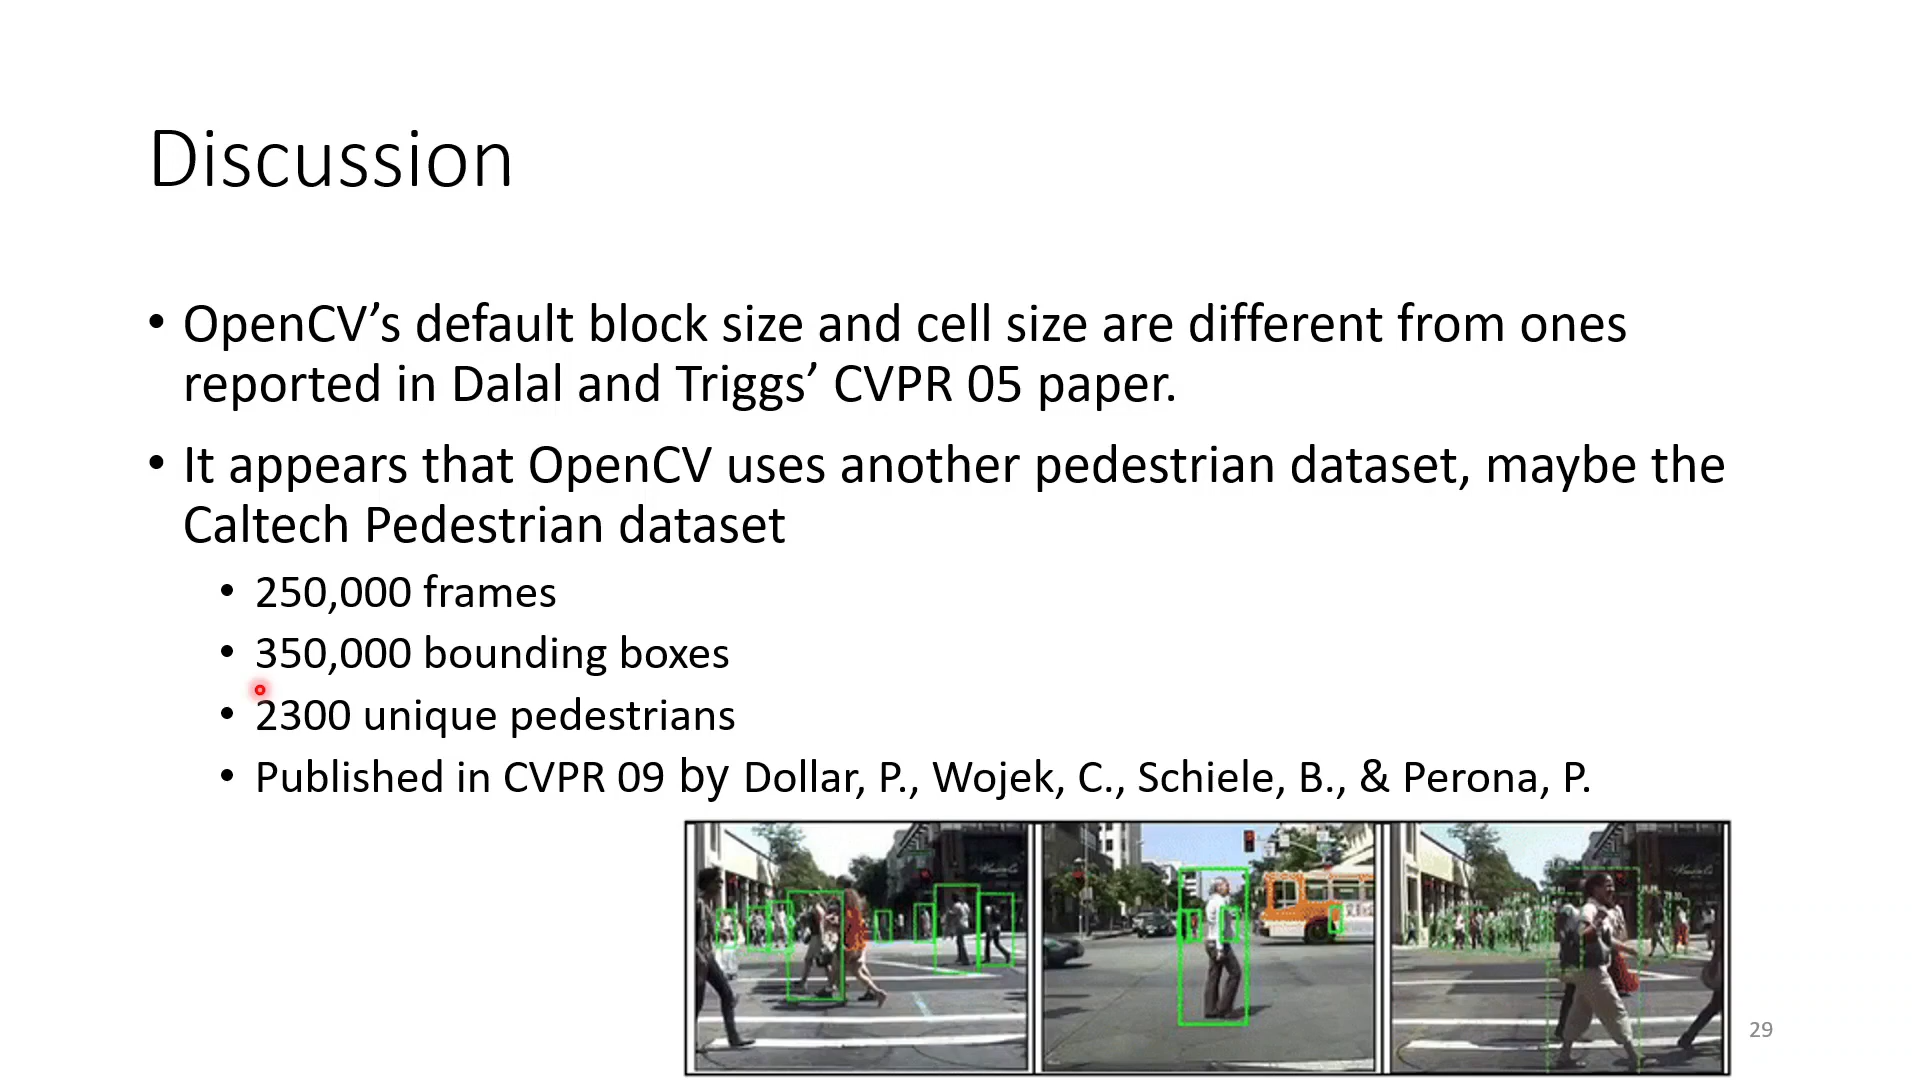 Discussion
• OpenCV’s default block size and cell size are different from ones
reported in Dalal and Triggs’ CVPR 05 paper.
• It appears that OpenCV uses another pedestrian dataset, maybe the
Caltech Pedestrian dataset
• 250,000 frames
• 350,000 bounding boxes
• 2300 unique pedestrians
• Published in CVPR 09 by Dollar, P., Wojek, C., Schiele, B., & Perona, P.
29